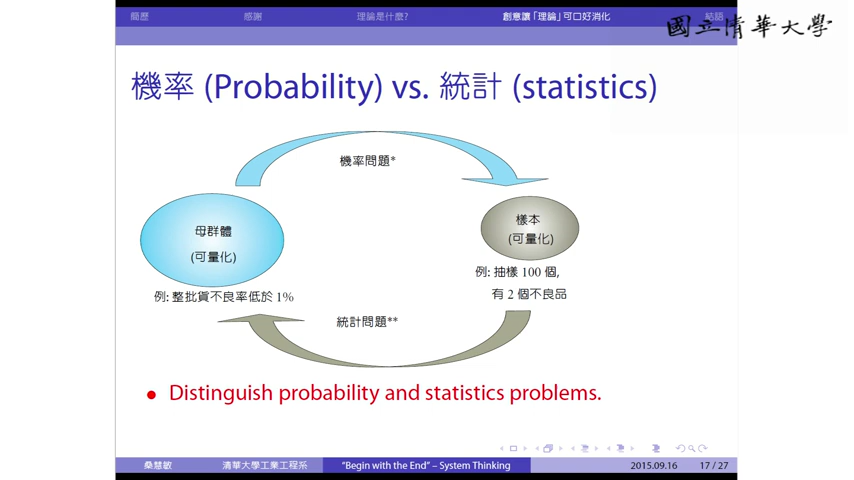 簡歷 感謝 理論是什麼? 創意讓「理論」可口好消化 結語
國立清華大學
機率 (Probability) vs. 統計 (statistics)
機率問題*
母群體
(可量化)
樣本
(可量化)
例: 抽樣 100 個,
有 2 個不良品
例: 整批貨不良率低於 1%
統計問題**
Distinguish probability and statistics problems.
桑慧敏 清華大學工業工程系 "Begin with the End" – System Thinking 2015.09.16 17 / 27